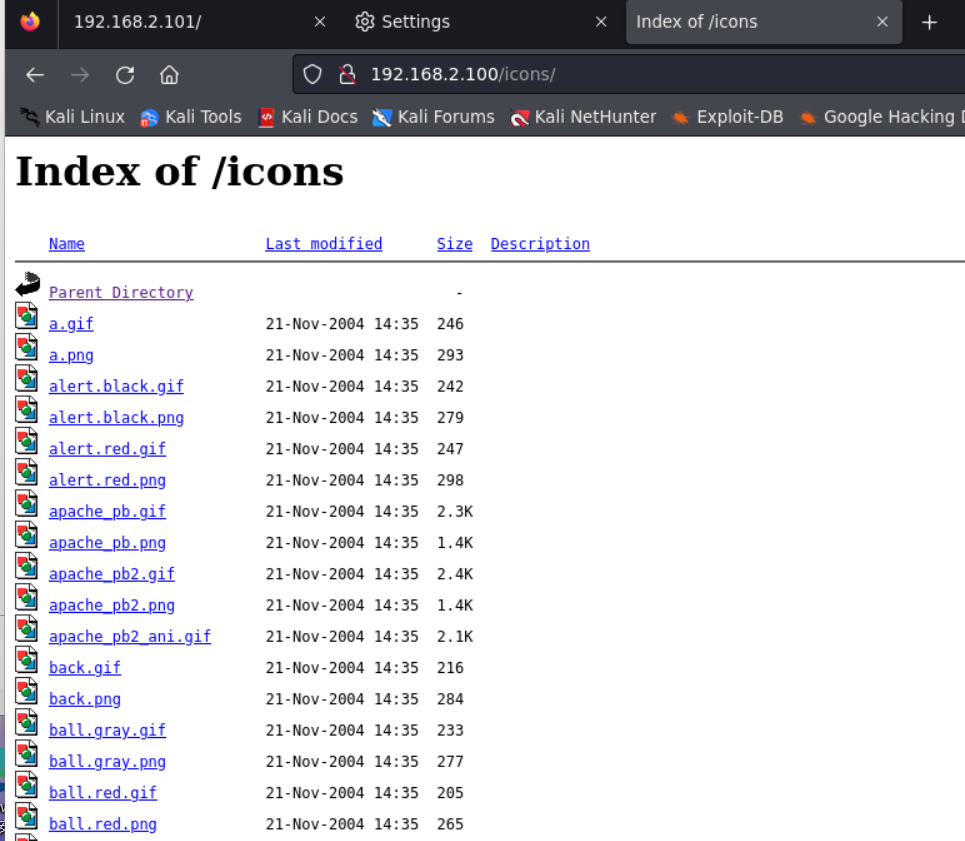 192.168.2.101/ Settings Index of /icons
192.168.2.100/icons/
Kali Linux Kali Tools Kali Docs Kali Forums Kali NetHunter Exploit-DB Google Hacking
Index of /icons
Name Last modified Size Description
Parent Directory -
a.gif 21-Nov-2004 14:35 246
a.png 21-Nov-2004 14:35 293
alert.black.gif 21-Nov-2004 14:35 242
alert.black.png 21-Nov-2004 14:35 279
alert.red.gif 21-Nov-2004 14:35 247
alert.red.png 21-Nov-2004 14:35 298
apache_pb.gif 21-Nov-2004 14:35 2.3K
apache_pb.png 21-Nov-2004 14:35 1.4K
apache_pb2.gif 21-Nov-2004 14:35 2.4K
apache_pb2.png 21-Nov-2004 14:35 1.4K
apache_pb2_ani.gif 21-Nov-2004 14:35 2.1K
back.gif 21-Nov-2004 14:35 216
back.png 21-Nov-2004 14:35 284
ball.gray.gif 21-Nov-2004 14:35 233
ball.gray.png 21-Nov-2004 14:35 277
ball.red.gif 21-Nov-2004 14:35 205
ball.red.png 21-Nov-2004 14:35 265